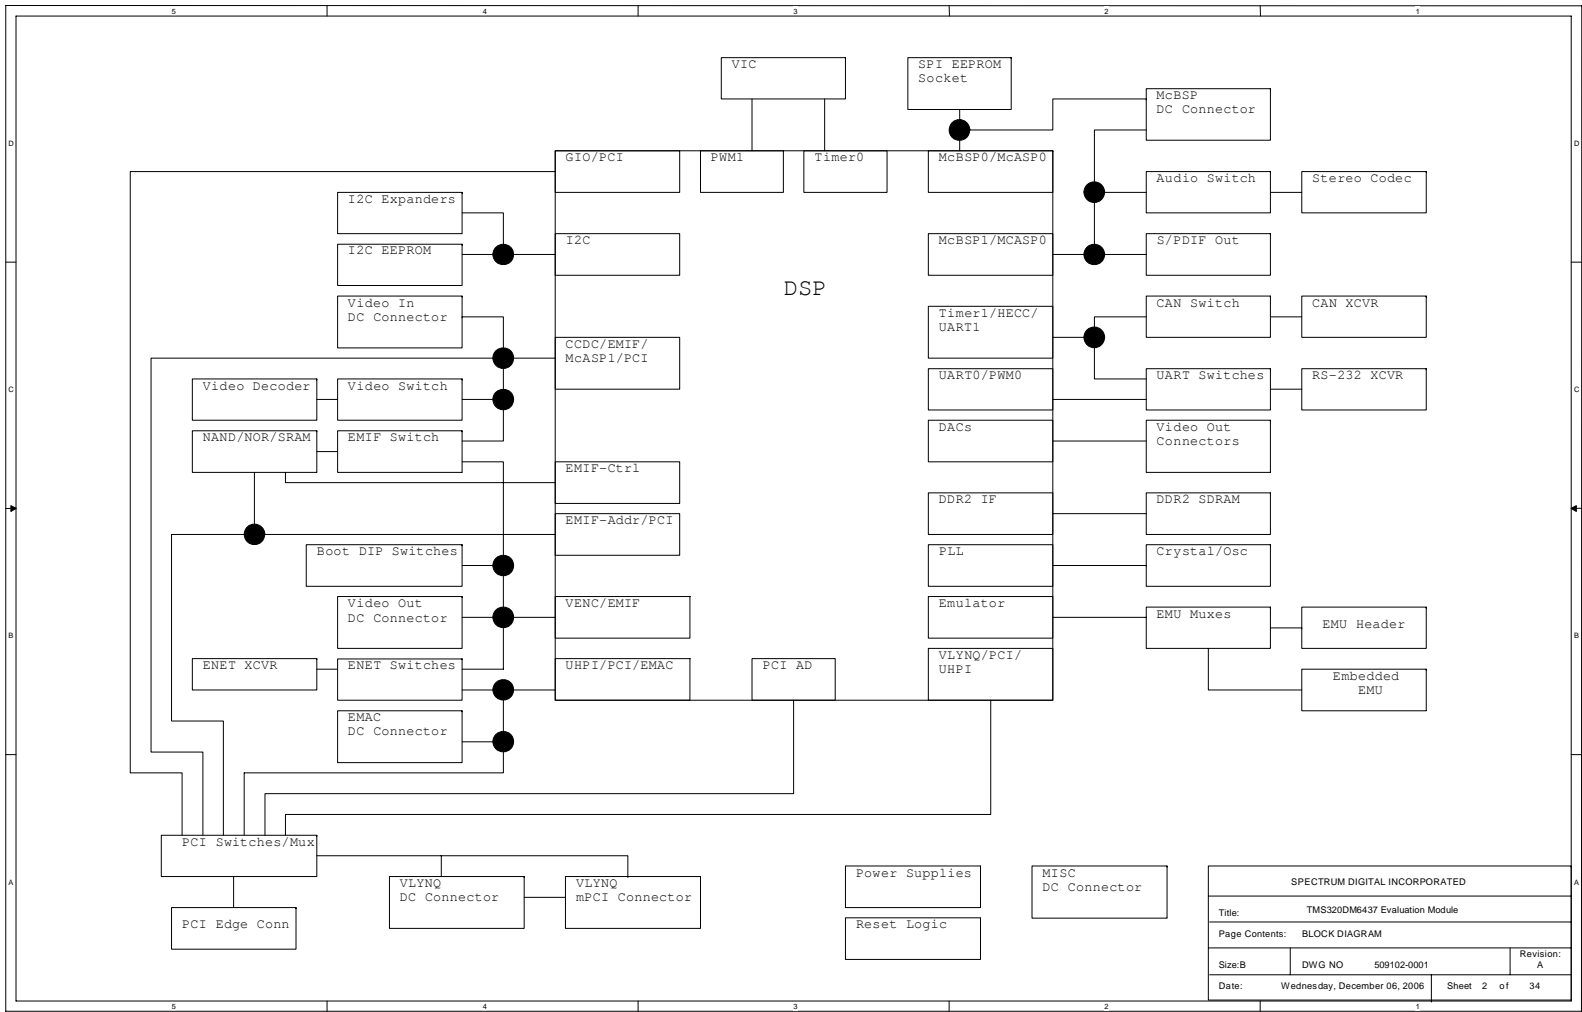 5 4 3 2 1
D
D
C
C
B
B
A
A
VIC
SPI EEPROM
Socket
McBSP
DC Connector
GIO/PCI
PWM1
Timer0
McBSP0/McASP0
Audio Switch
Stereo Codec
I2C Expanders
I2C EEPROM
I2C
McBSP1/MCASP0
S/PDIF Out
DSP
Video In
DC Connector
Timer1/HECC/
UART1
CAN Switch
CAN XCVR
CCDC/EMIF/
McASP1/PCI
Video Decoder
Video Switch
UART0/PWM0
UART Switches
RS-232 XCVR
NAND/NOR/SRAM
EMIF Switch
DACs
Video Out
Connectors
EMIF-Ctrl
DDR2 IF
DDR2 SDRAM
EMIF-Addr/PCI
Boot DIP Switches
PLL
Crystal/Osc
Video Out
DC Connector
VENC/EMIF
Emulator
EMU Muxes
EMU Header
ENET XCVR
ENET Switches
UHPI/PCI/EMAC
PCI AD
VLYNQ/PCI/
UHPI
Embedded
EMU
EMAC
DC Connector
PCI Switches/Mux
VLYNQ
DC Connector
VLYNQ
mPCI Connector
PCI Edge Conn
Power Supplies
Reset Logic
MISC
DC Connector
SPECTRUM DIGITAL INCORPORATED
Title: TMS320DM6437 Evaluation Module
Page Contents: BLOCK DIAGRAM
Size:B DWG NO 509102-0001 Revision:
A
Date: Wednesday, December 06, 2006 Sheet 2 of 34
5 4 3 2 1